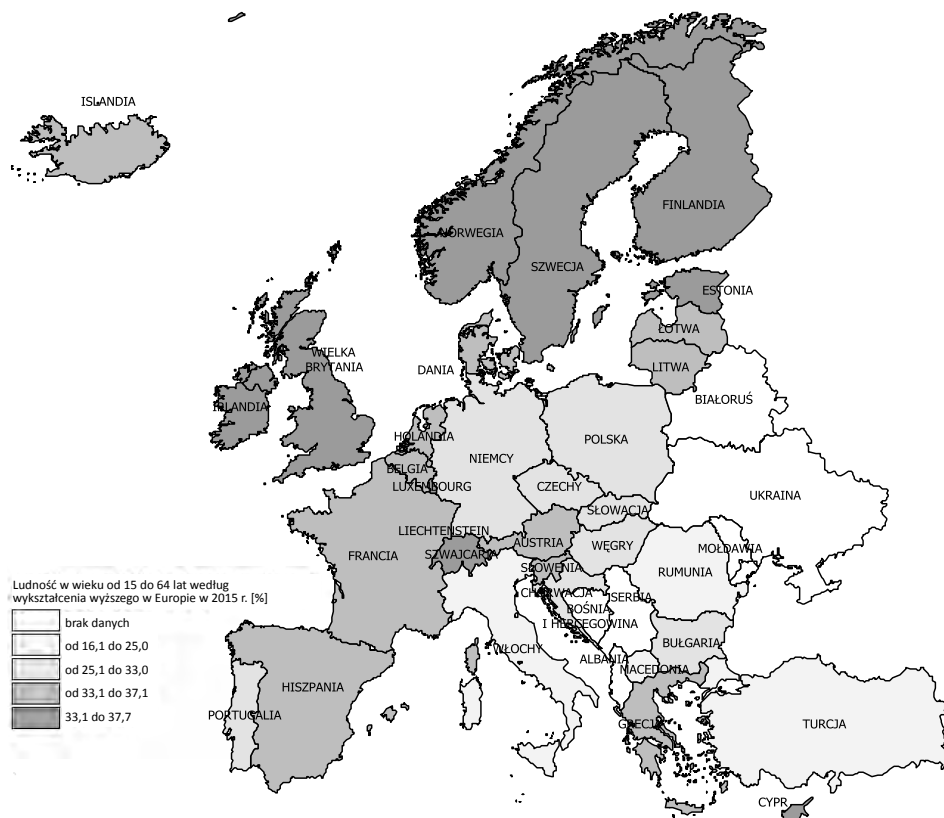 ISLANDIA
NORWEGIA
FINLANDIA
SZWECJA
ESTONIA
ŁOTWA
LITWA
WIELKA
BRYTANIA
DANIA
IRLANDIA
BIAŁORUŚ
HOLANDIA
POLSKA
NIEMCY
BELGIA
LUXEMBOURG
CZECHY
UKRAINA
SŁOWACJA
LIECHTENSTEIN
AUSTRIA
WĘGRY
FRANCIA
SZWAJCARIA
MOŁDAWIA
SŁOWENIA
RUMUNIA
CHORWACJA
SERBIA
BOŚNIA
I HERCEGOWINA
BUŁGARIA
WŁOCHY
ALBANIA
MACEDONIA
HISZPANIA
PORTUGALIA
GRECJA
TURCJA
CYPR
Ludność w wieku od 15 do 64 lat według
wykształcenia wyższego w Europie w 2015 r. [%]
brak danych
od 16,1 do 25,0
od 25,1 do 33,0
od 33,1 do 37,1
33,1 do 37,7